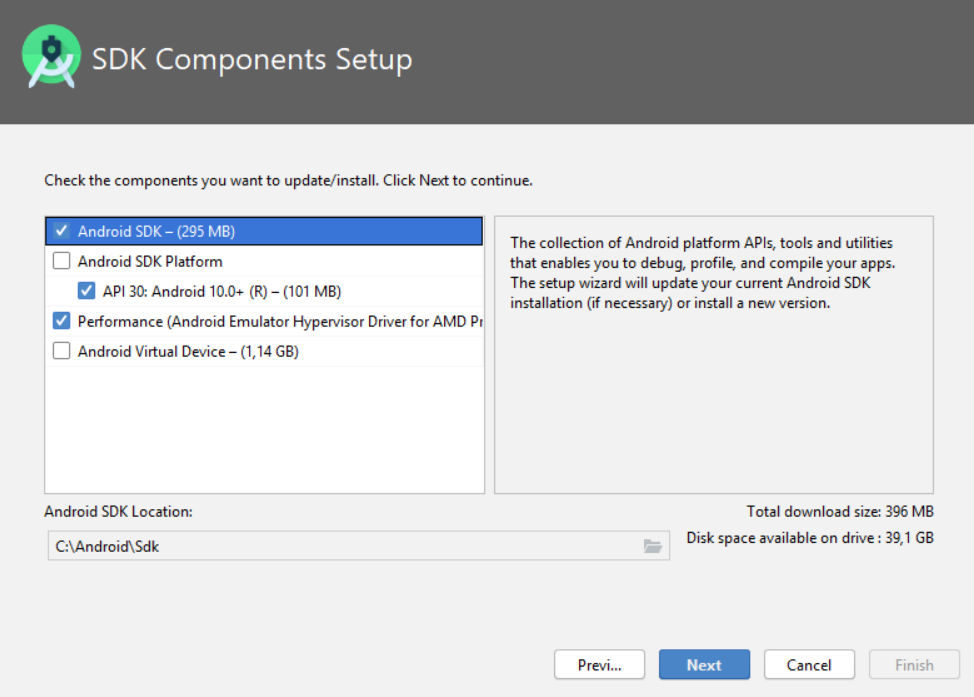 SDK Components Setup
Check the components you want to update/install. Click Next to continue.
Android SDK – (295 MB)
Android SDK Platform
API 30: Android 10.0+ (R) – (101 MB)
Performance (Android Emulator Hypervisor Driver for AMD Pr
Android Virtual Device – (1,14 GB)
The collection of Android platform APIs, tools and utilities
that enables you to debug, profile, and compile your apps.
The setup wizard will update your current Android SDK
installation (if necessary) or install a new version.
Android SDK Location:
Total download size: 396 MB
C:\Android\Sdk
Disk space available on drive : 39,1 GB
Previ...
Next
Cancel
Finish